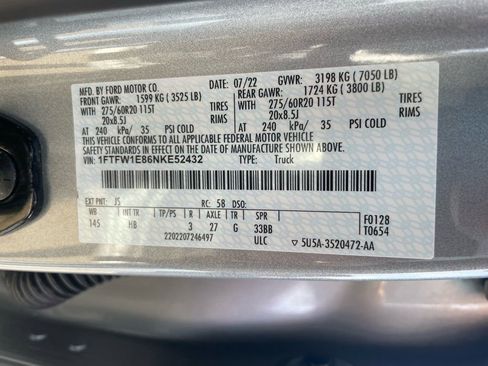 MFD. BY FORD MOTOR CO. DATE: 07/22 GVWR: 3198 KG ( 7050 LB)
FRONT GAWR: 1599 KG ( 3525 LB) REAR GAWR: 1724 KG ( 3800 LB)
WITH 275/60R20 115T TIRES WITH 275/60R20 115T TIRES
20x8.5J RIMS 20x8.5J RIMS
AT 240 kPa/ 35 PSI COLD AT 240 kPa/ 35 PSI COLD
THIS VEHICLE CONFORMS TO ALL APPLICABLE FEDERAL MOTOR VEHICLE
SAFETY STANDARDS IN EFFECT ON THE DATE OF MANUFACTURE SHOWN ABOVE.
VIN: 1FTFW1E86NKE52432 TYPE: Truck
EXT PNT: JS RC: 58 DSO:
WB INT TR TP/PS R AXLE TR SPR F0128
145 HB 3 27 G 33BB T0654
2202207246497 ULC 5U5A-3520472-AA